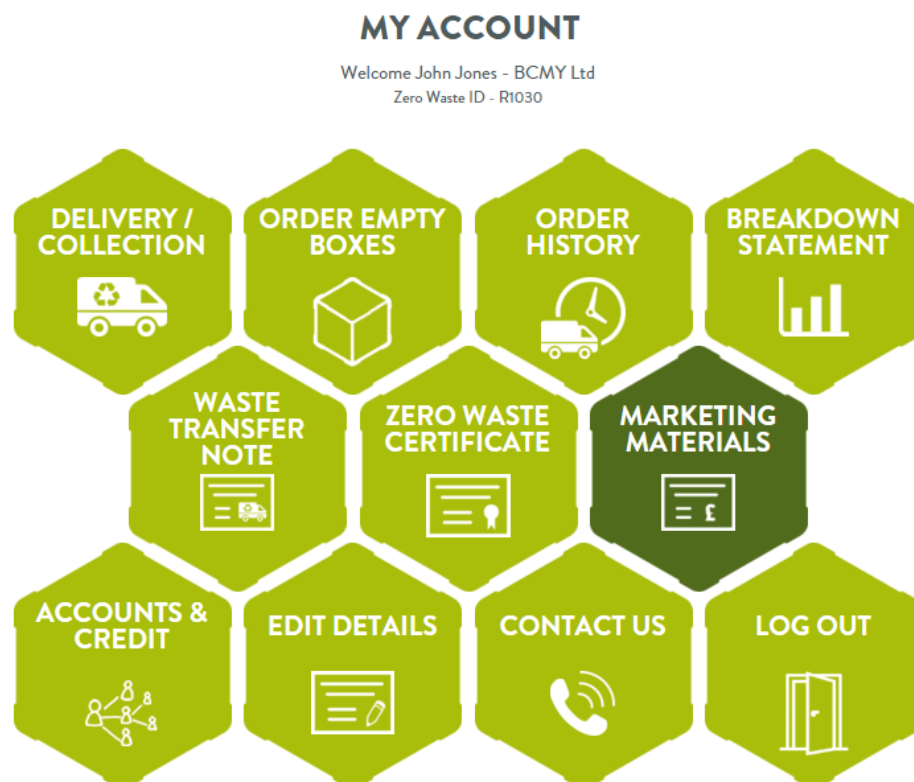 MY ACCOUNT
Welcome John Jones - BCMY Ltd
Zero Waste ID - R1030
DELIVERY /
COLLECTION
ORDER EMPTY
BOXES
ORDER
HISTORY
BREAKDOWN
STATEMENT
WASTE
TRANSFER
NOTE
ZERO WASTE
CERTIFICATE
MARKETING
MATERIALS
£
ACCOUNTS &
CREDIT
EDIT DETAILS
CONTACT US
LOG OUT